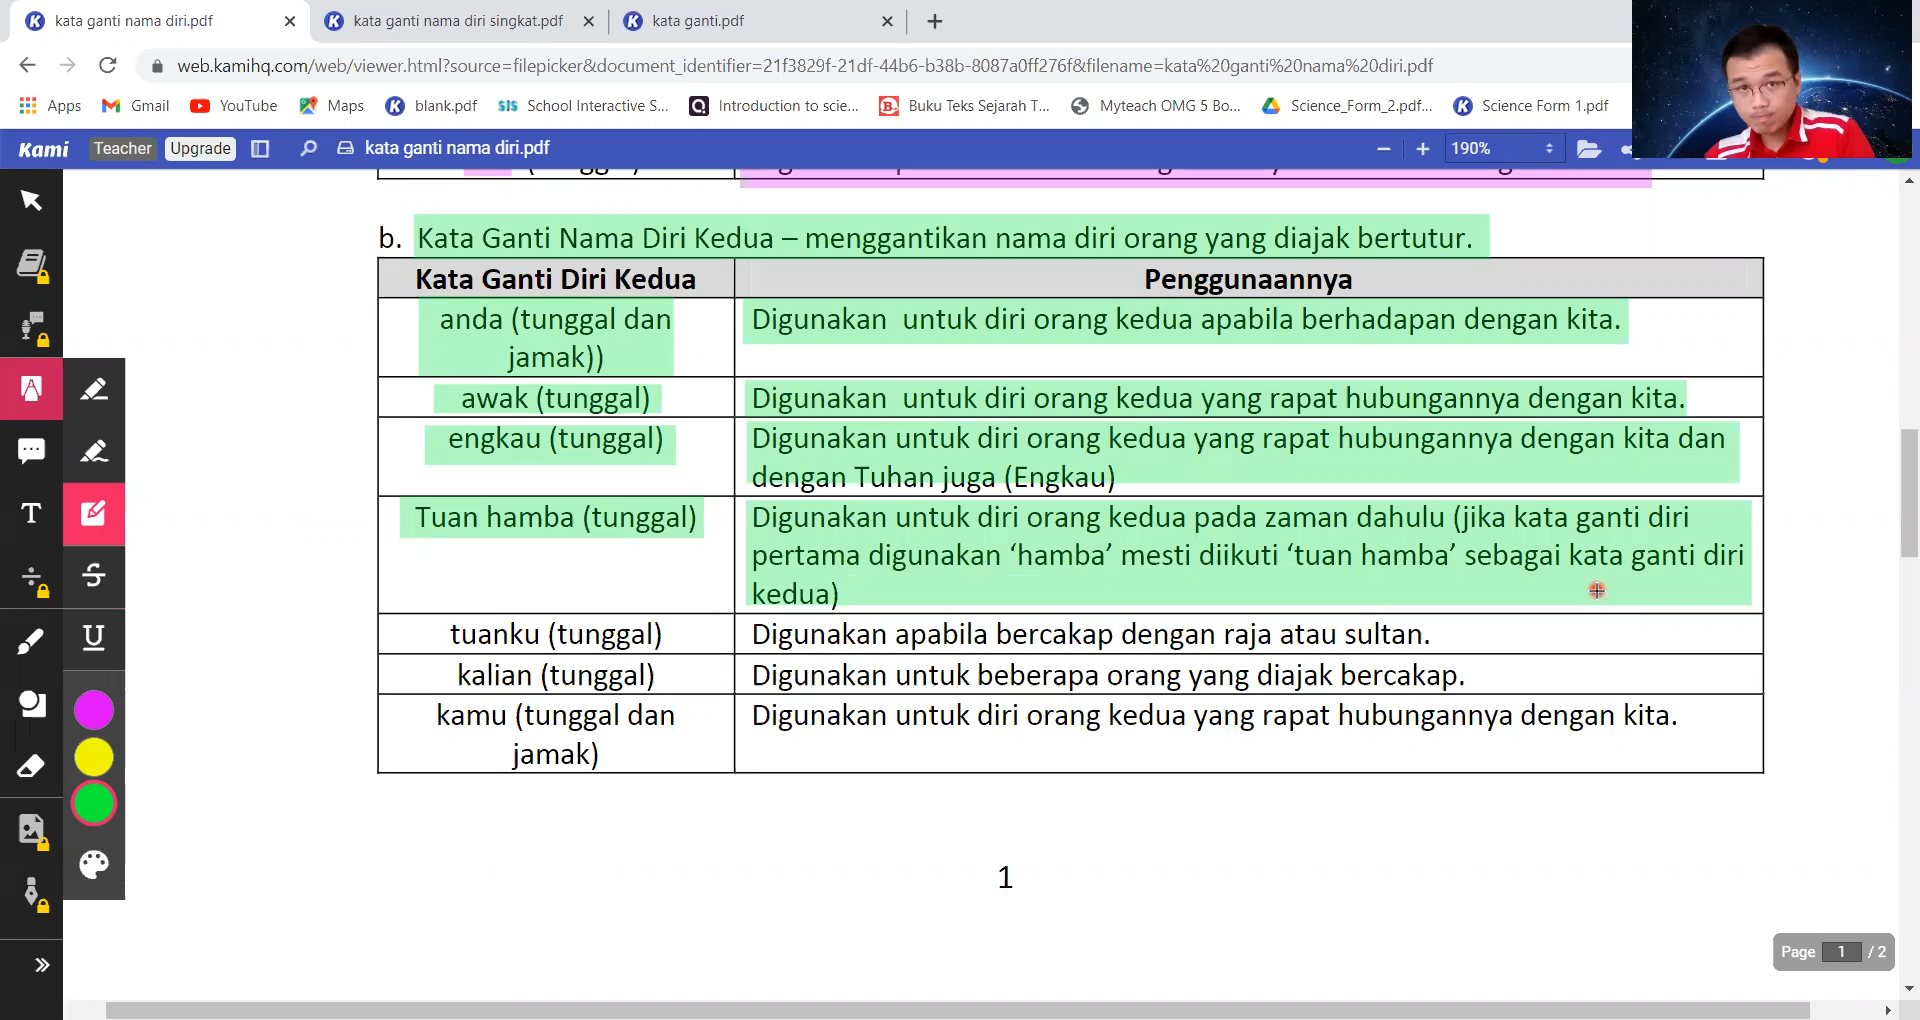 kata ganti nama diri.pdf
kata ganti nama diri singkat.pdf
kata ganti.pdf
web.kamihq.com/web/viewer.html?source=filepicker&document_identifier=21f3829f-21df-44b6-b38b-8087a0ff276f&filename=kata%20ganti%20nama%20diri.pdf
Apps
Gmail
YouTube
Maps
blank.pdf
SIS
School Interactive S...
Introduction to scie...
Buku Teks Sejarah T...
Myteach OMG 5 Bo...
Science_Form_2.pdf...
Science Form 1.pdf
Kami
Teacher
Upgrade
kata ganti nama diri.pdf
190%
b. Kata Ganti Nama Diri Kedua – menggantikan nama diri orang yang diajak bertutur.
Kata Ganti Diri Kedua
Penggunaannya
anda (tunggal dan
jamak))
Digunakan  untuk diri orang kedua apabila berhadapan dengan kita.
awak (tunggal)
Digunakan  untuk diri orang kedua yang rapat hubungannya dengan kita.
engkau (tunggal)
Digunakan untuk diri orang kedua yang rapat hubungannya dengan kita dan
dengan Tuhan juga (Engkau)
Tuan hamba (tunggal)
Digunakan untuk diri orang kedua pada zaman dahulu (jika kata ganti diri
pertama digunakan ‘hamba’ mesti diikuti ‘tuan hamba’ sebagai kata ganti diri
kedua)
tuanku (tunggal)
Digunakan apabila bercakap dengan raja atau sultan.
kalian (tunggal)
Digunakan untuk beberapa orang yang diajak bercakap.
kamu (tunggal dan
jamak)
Digunakan untuk diri orang kedua yang rapat hubungannya dengan kita.
1
Page 1 / 2